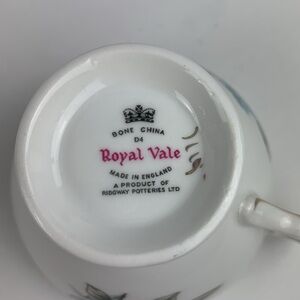 BONE CHINA
D4
Royal Vale
MADE IN ENGLAND
A PRODUCT OF
RIDGWAY POTTERIES LTD